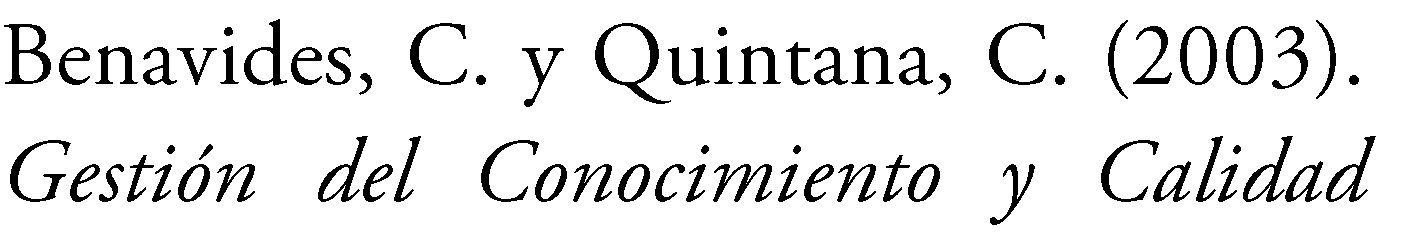 Benavides, C. y Quintana, C. (2003).
Gestión del Conocimiento y Calidad